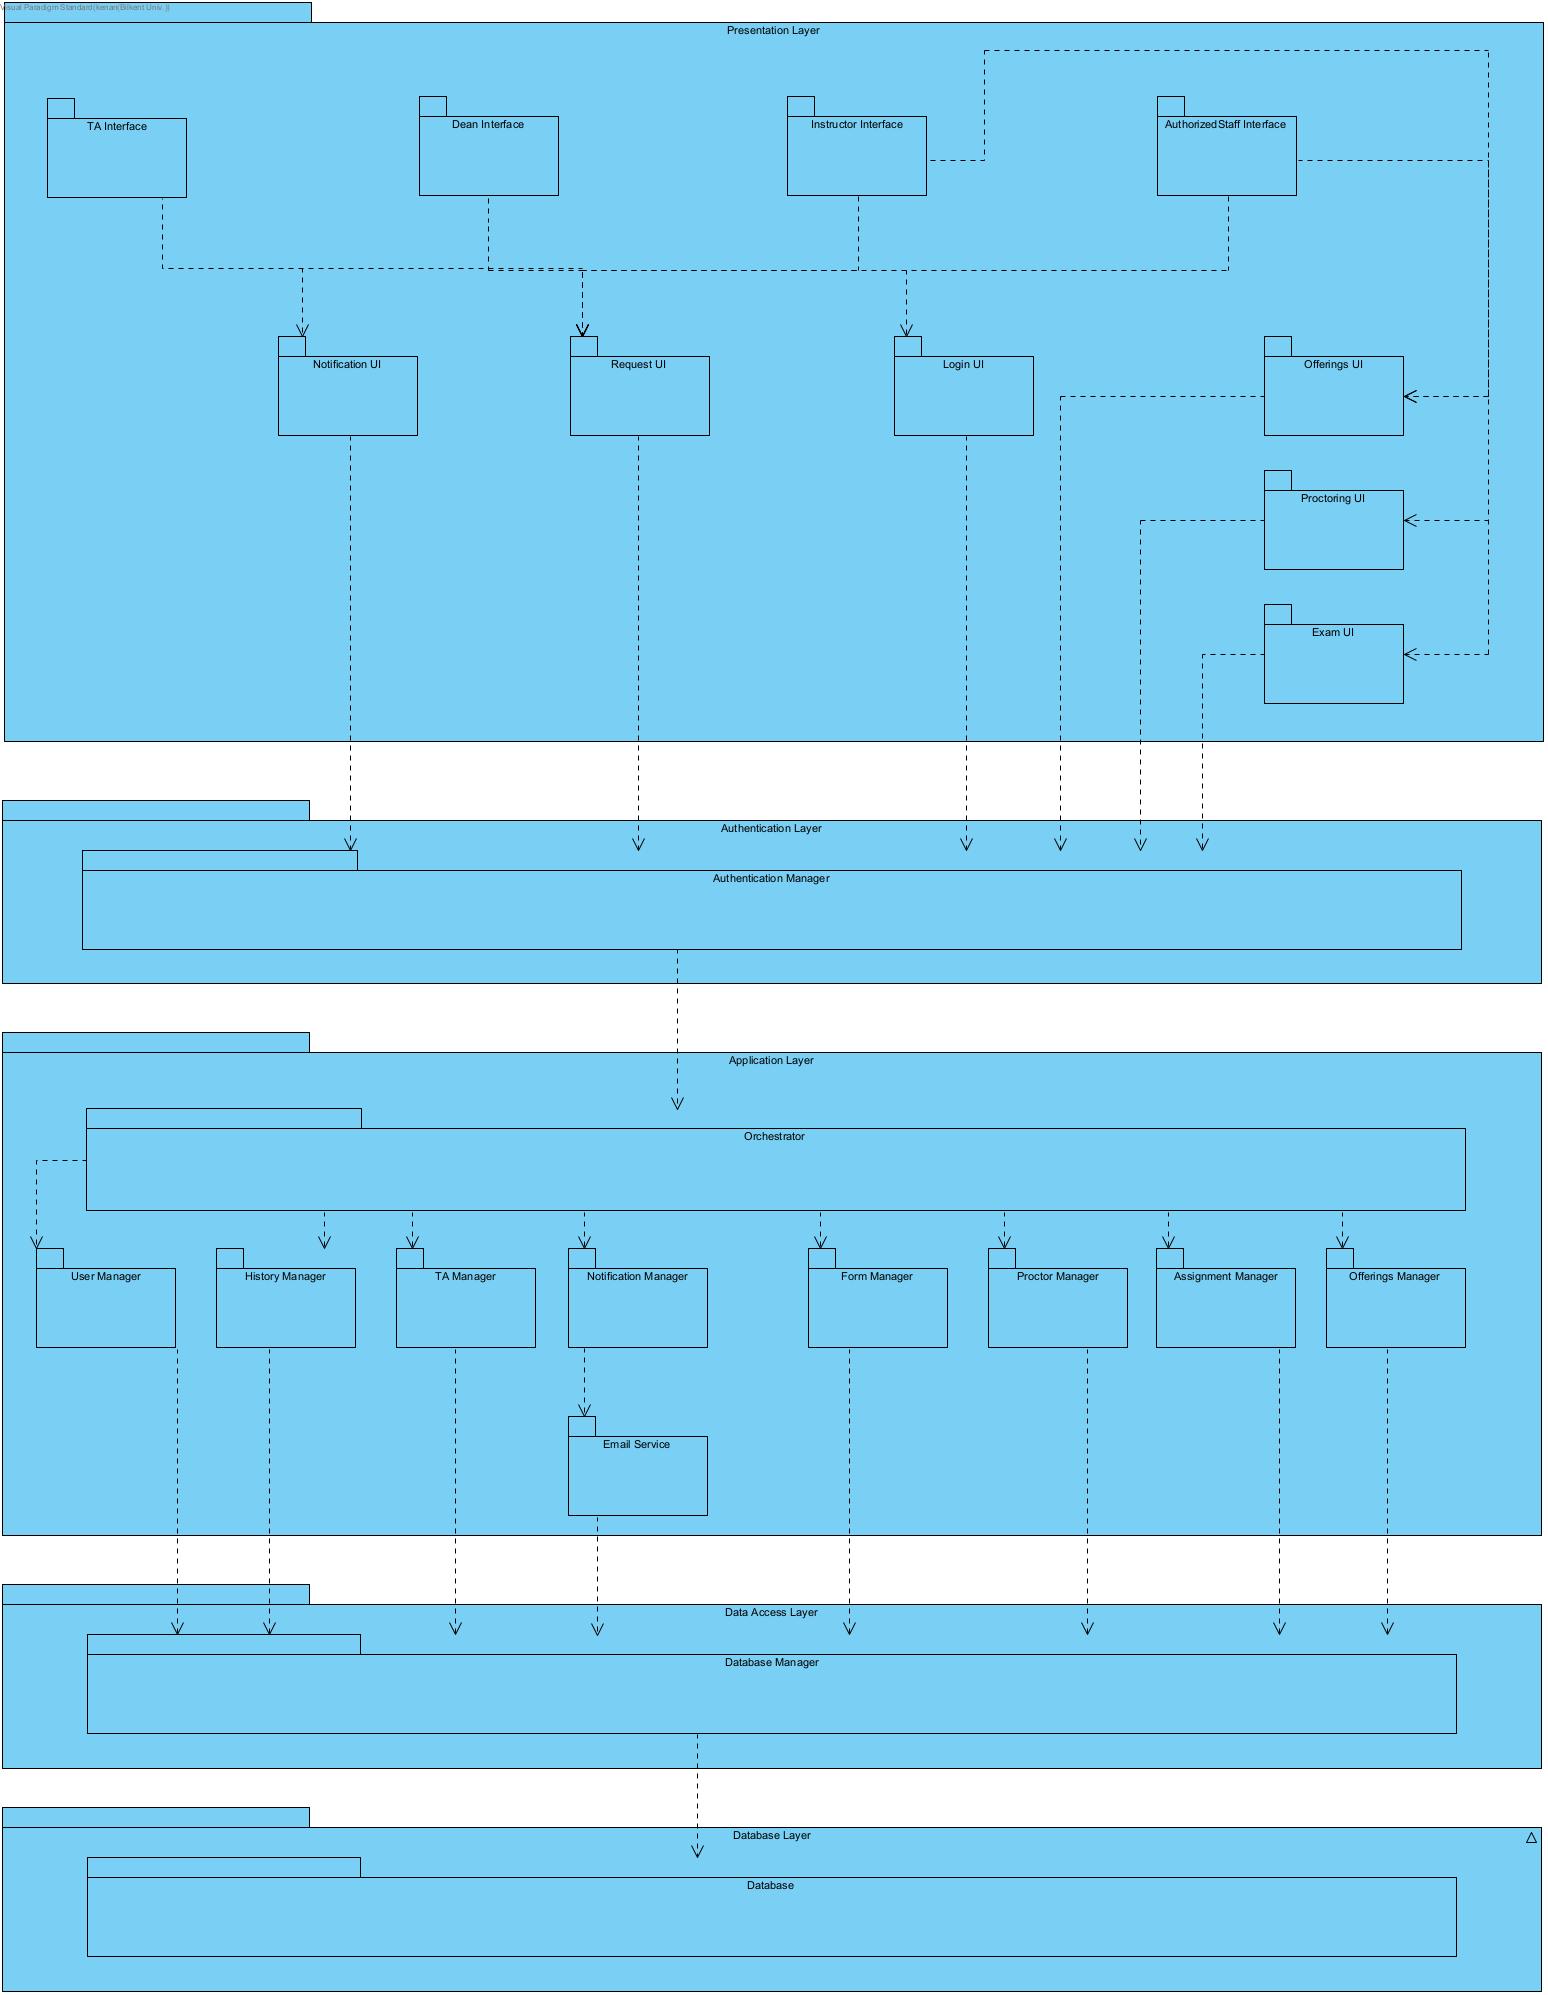 Visual Paradigm Standard(kenan(Bilkent Univ.))
Presentation Layer
TA Interface
Dean Interface
Instructor Interface
AuthorizedStaff Interface
Notification UI
Request UI
Login UI
Offerings UI
Proctoring UI
Exam UI
Authentication Layer
Authentication Manager
Application Layer
Orchestrator
User Manager
History Manager
TA Manager
Notification Manager
Form Manager
Proctor Manager
Assignment Manager
Offerings Manager
Email Service
Data Access Layer
Database Manager
Database Layer
Database